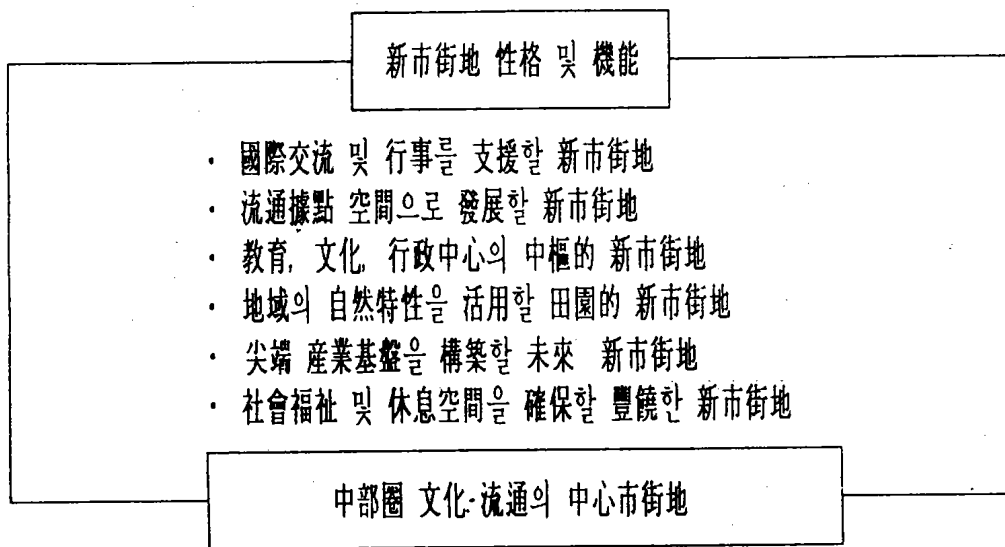 新市街地 性格 및 機能
· 國際交流 및 行事를 支援할 新市街地
· 流通據點 空間으로 發展할 新市街地
· 教育, 文化, 行政中心의 中樞的 新市街地
· 地域의 自然特性을 活用할 田園的 新市街地
· 尖端 産業基盤을 構築할 未來 新市街地
· 社會福祉 및 休息空間을 確保할 豐饒한 新市街地
中部圈 文化·流通의 中心市街地